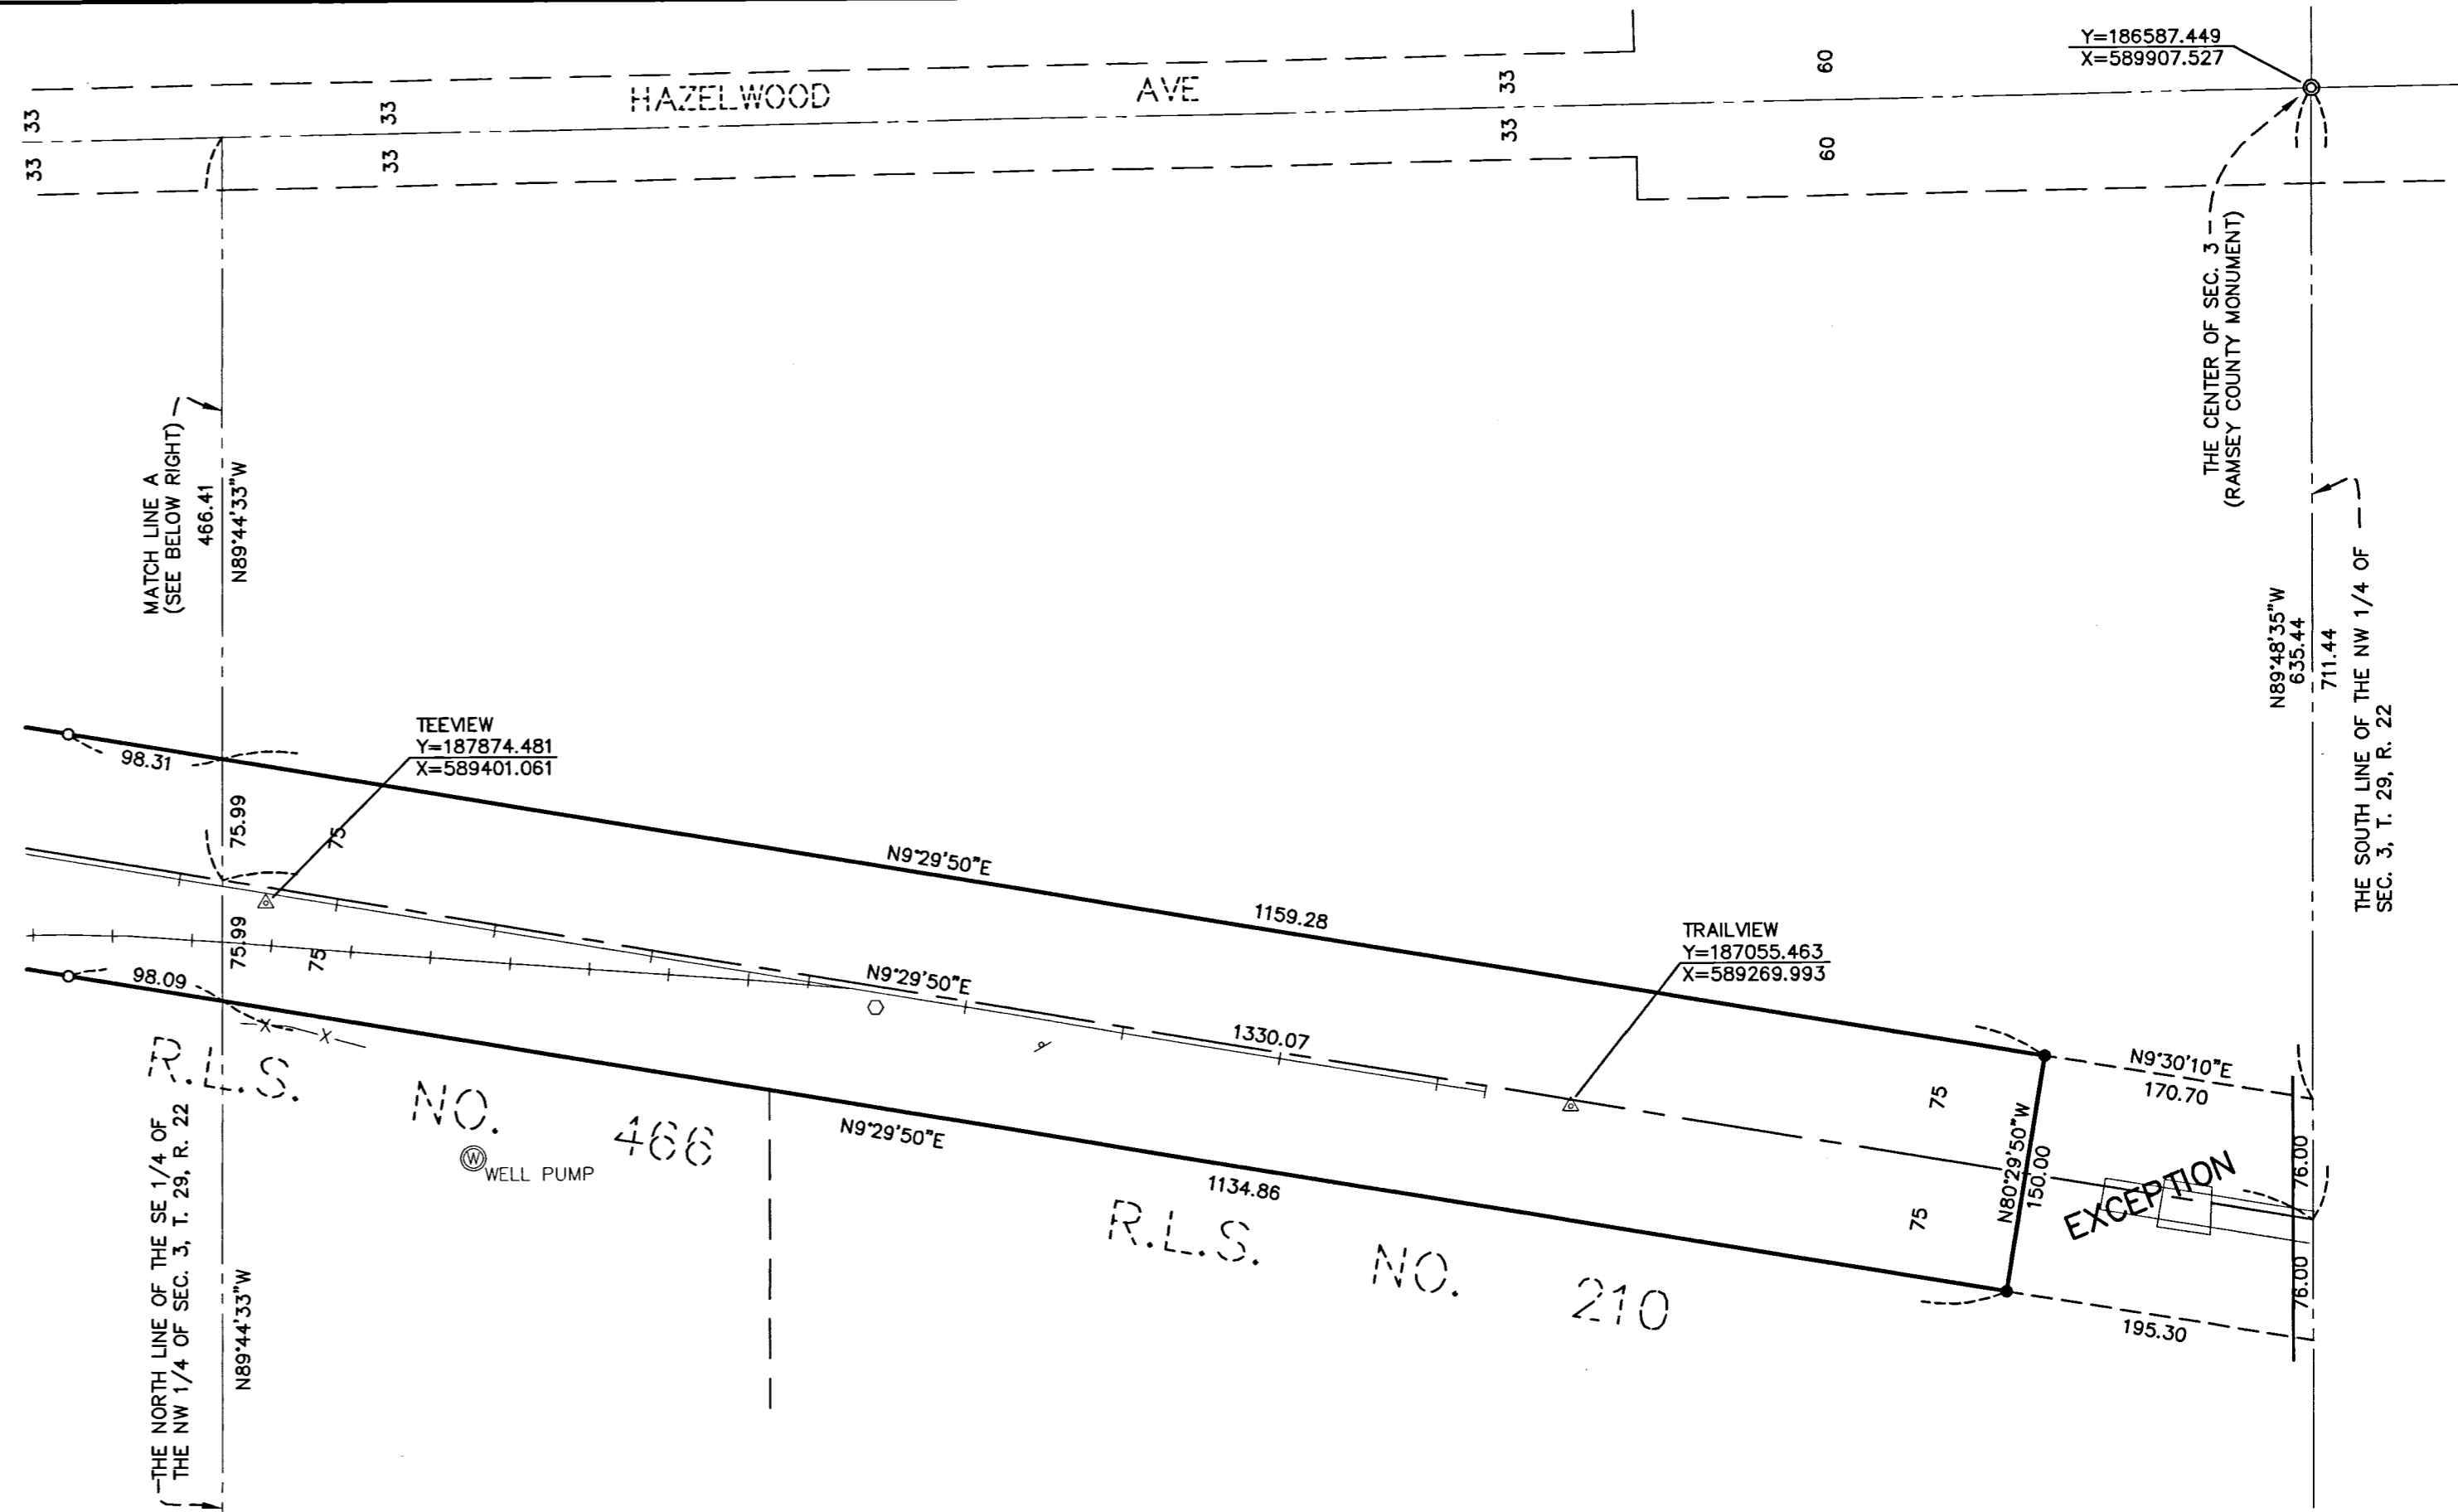 Y=186587.449
X=589907.527
HAZELWOOD AVE
33
33
33
33
33
33
60
60
THE CENTER OF SEC. 3
(RAMSEY COUNTY MONUMENT)
MATCH LINE A
(SEE BELOW RIGHT)
466.41
N89°44'33"W
N89°48'35"W
635.44
711.44
THE SOUTH LINE OF THE NW 1/4 OF
SEC. 3, T. 29, R. 22
TEEVIEW
Y=187874.481
X=589401.061
98.31
75.99
75
N9°29'50"E
1159.28
TRAILVIEW
Y=187055.463
X=589269.993
75.99
75
98.09
N9°29'50"E
1330.07
N9°30'10"E
170.70
75
N80°29'50"W
150.00
75
EXCEPTION
76.00
76.00
195.30
R.L.S. NO. 466
WELL PUMP
W
N9°29'50"E
1134.86
R.L.S. NO. 210
THE NORTH LINE OF THE SE 1/4 OF
THE NW 1/4 OF SEC. 3, T. 29, R. 22
N89°44'33"W